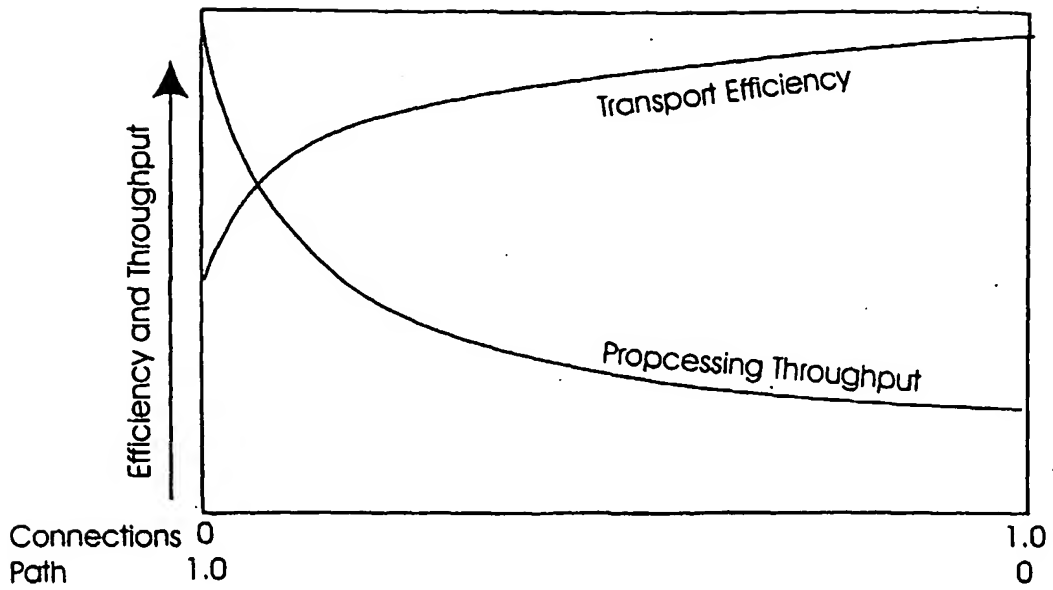 Efficiency and Throughput
Transport Efficiency
Propcessing Throughput
Connections 0 1.0
Path 1.0 0